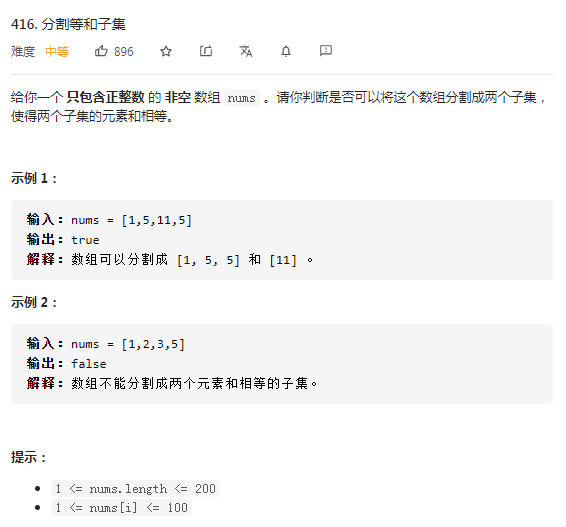 416. 分割等和子集
难度 中等 896
给你一个 只包含正整数 的 非空 数组 nums 。请你判断是否可以将这个数组分割成两个子集，
使得两个子集的元素和相等。
示例 1：
输入：nums = [1,5,11,5]
输出：true
解释：数组可以分割成 [1, 5, 5] 和 [11] 。
示例 2：
输入：nums = [1,2,3,5]
输出：false
解释：数组不能分割成两个元素和相等的子集。
提示：
1 <= nums.length <= 200
1 <= nums[i] <= 100